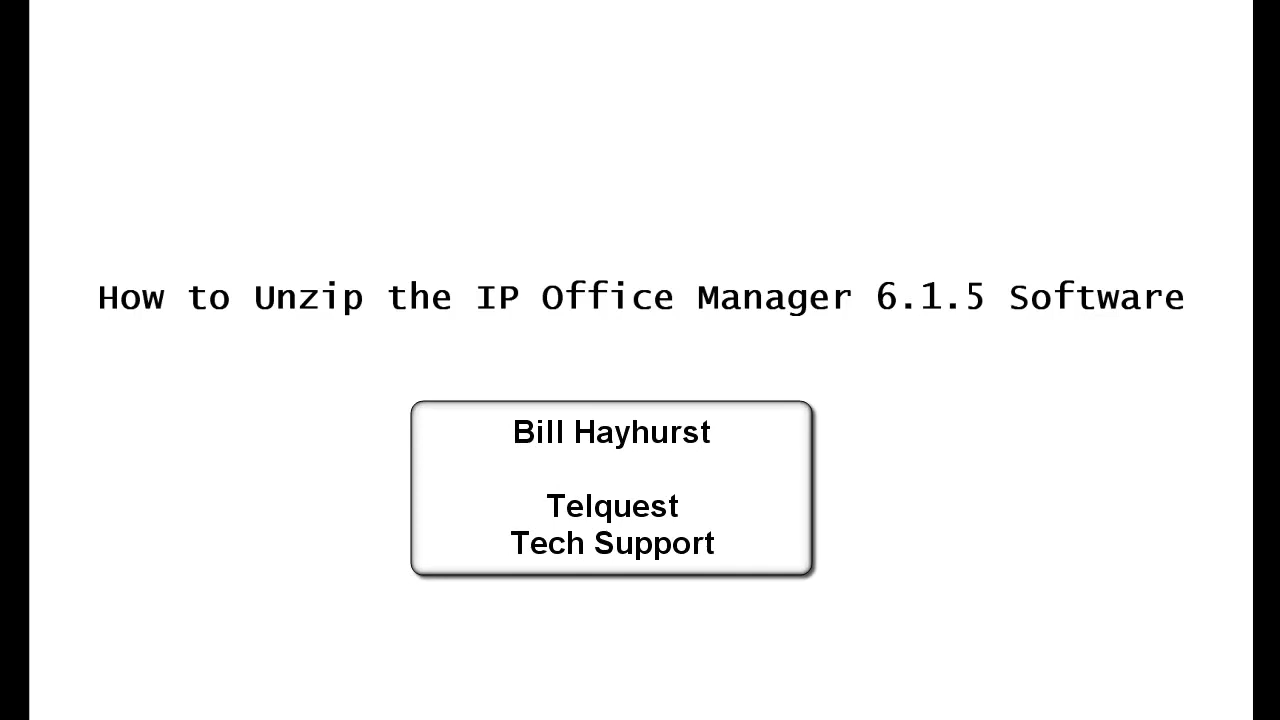 How to Unzip the IP Office Manager 6.1.5 Software
Bill Hayhurst
Telquest
Tech Support